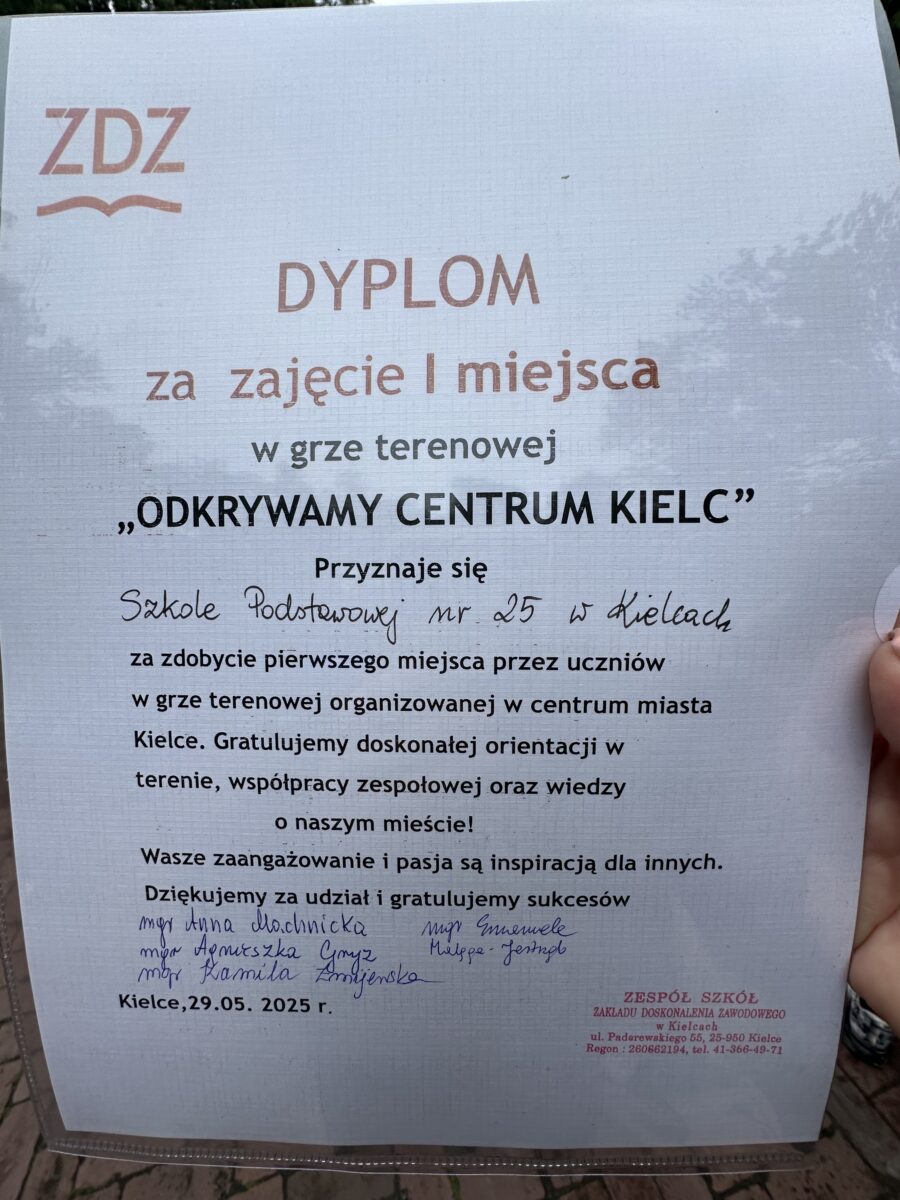 ZDZ
DYPLOM
za zajęcie I miejsca
w grze terenowej
„ODKRYWAMY CENTRUM KIELC”
Przyznaje się
Szkole Podstawowej nr 25 w Kielcach
za zdobycie pierwszego miejsca przez uczniów
w grze terenowej organizowanej w centrum miasta
Kielce. Gratulujemy doskonałej orientacji w
terenie, współpracy zespołowej oraz wiedzy
o naszym mieście!
Wasze zaangażowanie i pasja są inspiracją dla innych.
Dziękujemy za udział i gratulujemy sukcesów
mgr Anna Mochnicka
mgr Agnieszka Gryz
mgr Kamila
mgr
Kielce,29.05. 2025 r.
ZESPÓŁ SZKÓŁ
ZAKŁADU DOSKONALENIA ZAWODOWEGO
w Kielcach
ul. Padarewskiego 55, 25-950 Kielce
Regon : 260662194, tel. 41-366-49-71